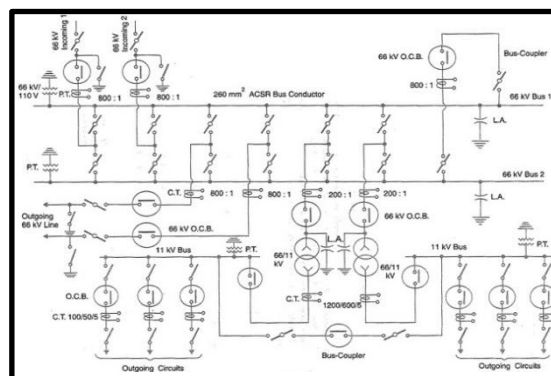 66 kV
Incoming 1
66 kV
Incoming 2
66 kV O.C.B.
Bus-Coupler
66 kV/
110 V
P.T.
800 : 1
800 : 1
260 mm² ACSR Bus Conductor
800 : 1
66 kV Bus 1
L.A.
P.T.
66 kV Bus 2
C.T.
800 : 1
800 : 1
200 : 1
200 : 1
L.A.
Outgoing
66 kV Line
66 kV O.C.B.
66 kV O.C.B.
P.T.
L.A.
P.T.
11 kV Bus
66/11
kV
66/11
kV
11 kV Bus
O.C.B.
C.T. 100/50/5
C.T.
1200/600/5
Bus-Coupler
Outgoing Circuits
Outgoing Circuits